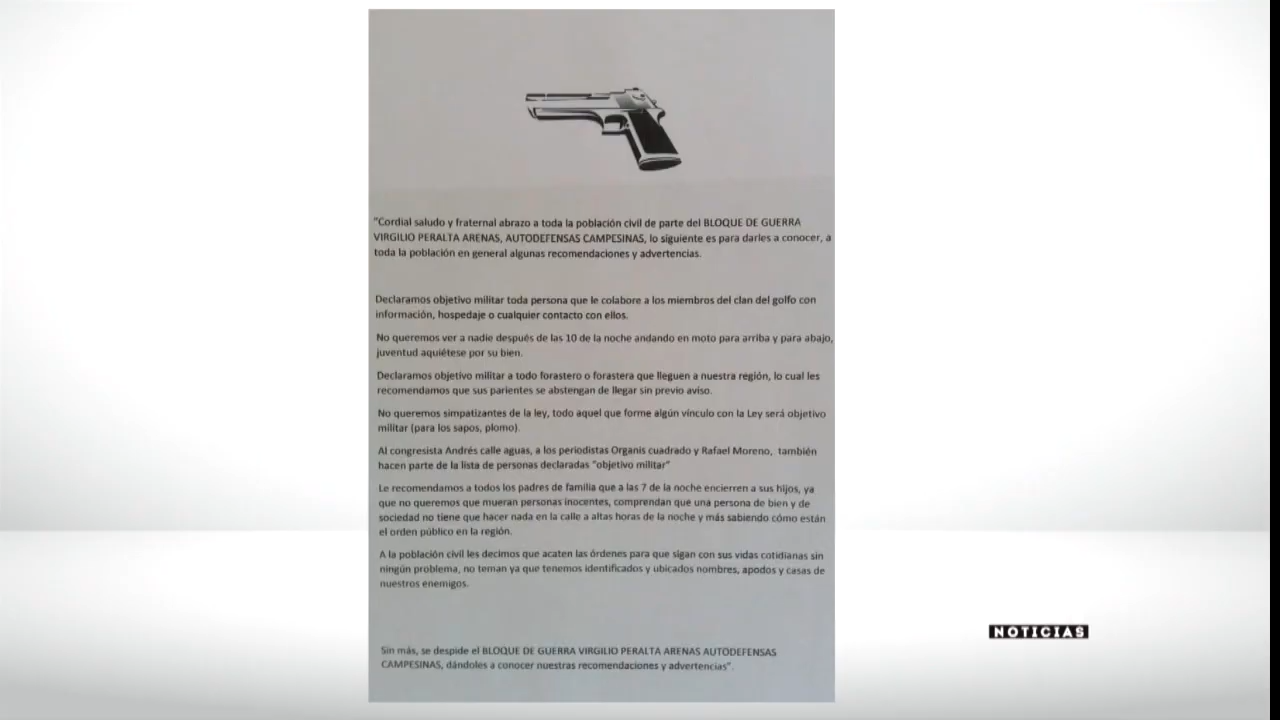 "Cordial saludo y fraternal abrazo a toda la población civil de parte del BLOQUE DE GUERRA
VIRGILIO PERALTA ARENAS, AUTODEFENSAS CAMPESINAS, lo siguiente es para darles a conocer, a
toda la población en general algunas recomendaciones y advertencias.
Declaramos objetivo militar toda persona que le colabore a los miembros del clan del golfo con
información, hospedaje o cualquier contacto con ellos.
No queremos ver a nadie después de las 10 de la noche andando en moto para arriba y para abajo,
juventud aquiétese por su bien.
Declaramos objetivo militar a todo forastero o forastera que lleguen a nuestra región, lo cual les
recomendamos que sus parientes se abstengan de llegar sin previo aviso.
No queremos simpatizantes de la ley, todo aquel que forme algún vínculo con la Ley será objetivo
militar (para los sapos, plomo).
Al congresista Andrés calle aguas, a los periodistas Organis cuadrado y Rafael Moreno, también
hacen parte de la lista de personas declaradas "objetivo militar"
Le recomendamos a todos los padres de familia que a las 7 de la noche encierren a sus hijos, ya
que no queremos que mueran personas inocentes, comprendan que una persona de bien y de
sociedad no tiene que hacer nada en la calle a altas horas de la noche y más sabiendo cómo están
el orden público en la región.
A la población civil les decimos que acaten las órdenes para que sigan con sus vidas cotidianas sin
ningún problema, no teman ya que tenemos identificados y ubicados nombres, apodos y casas de
nuestros enemigos.
NOTICIAS
Sin más, se despide el BLOQUE DE GUERRA VIRGILIO PERALTA ARENAS AUTODEFENSAS
CAMPESINAS, dándoles a conocer nuestras recomendaciones y advertencias".